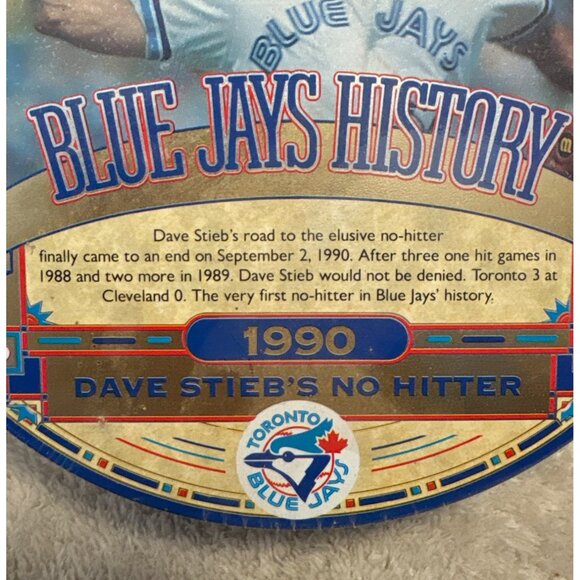 BLUE JAYS
BLUE JAYS HISTORY
Dave Stieb's road to the elusive no-hitter
finally came to an end on September 2, 1990. After three one hit games in
1988 and two more in 1989. Dave Stieb would not be denied. Toronto 3 at
Cleveland 0. The very first no-hitter in Blue Jays' history.
1990
DAVE STIEB'S NO HITTER
TORONTO
BLUE JAYS